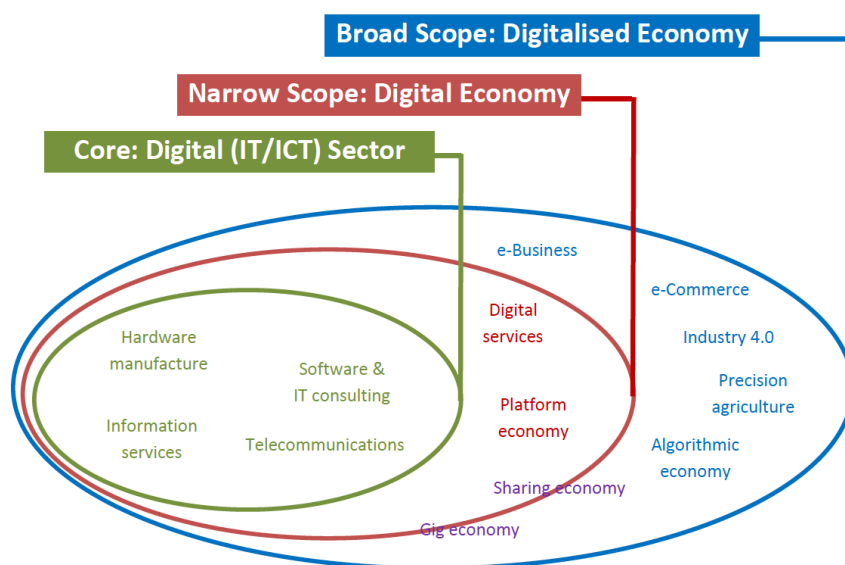 Broad Scope: Digitalised Economy
Narrow Scope: Digital Economy
Core: Digital (IT/ICT) Sector
e-Business
e-Commerce
Digital
services
Industry 4.0
Hardware
manufacture
Software &
IT consulting
Precision
agriculture
Platform
economy
Information
services
Telecommunications
Algorithmic
economy
Sharing economy
Gig economy